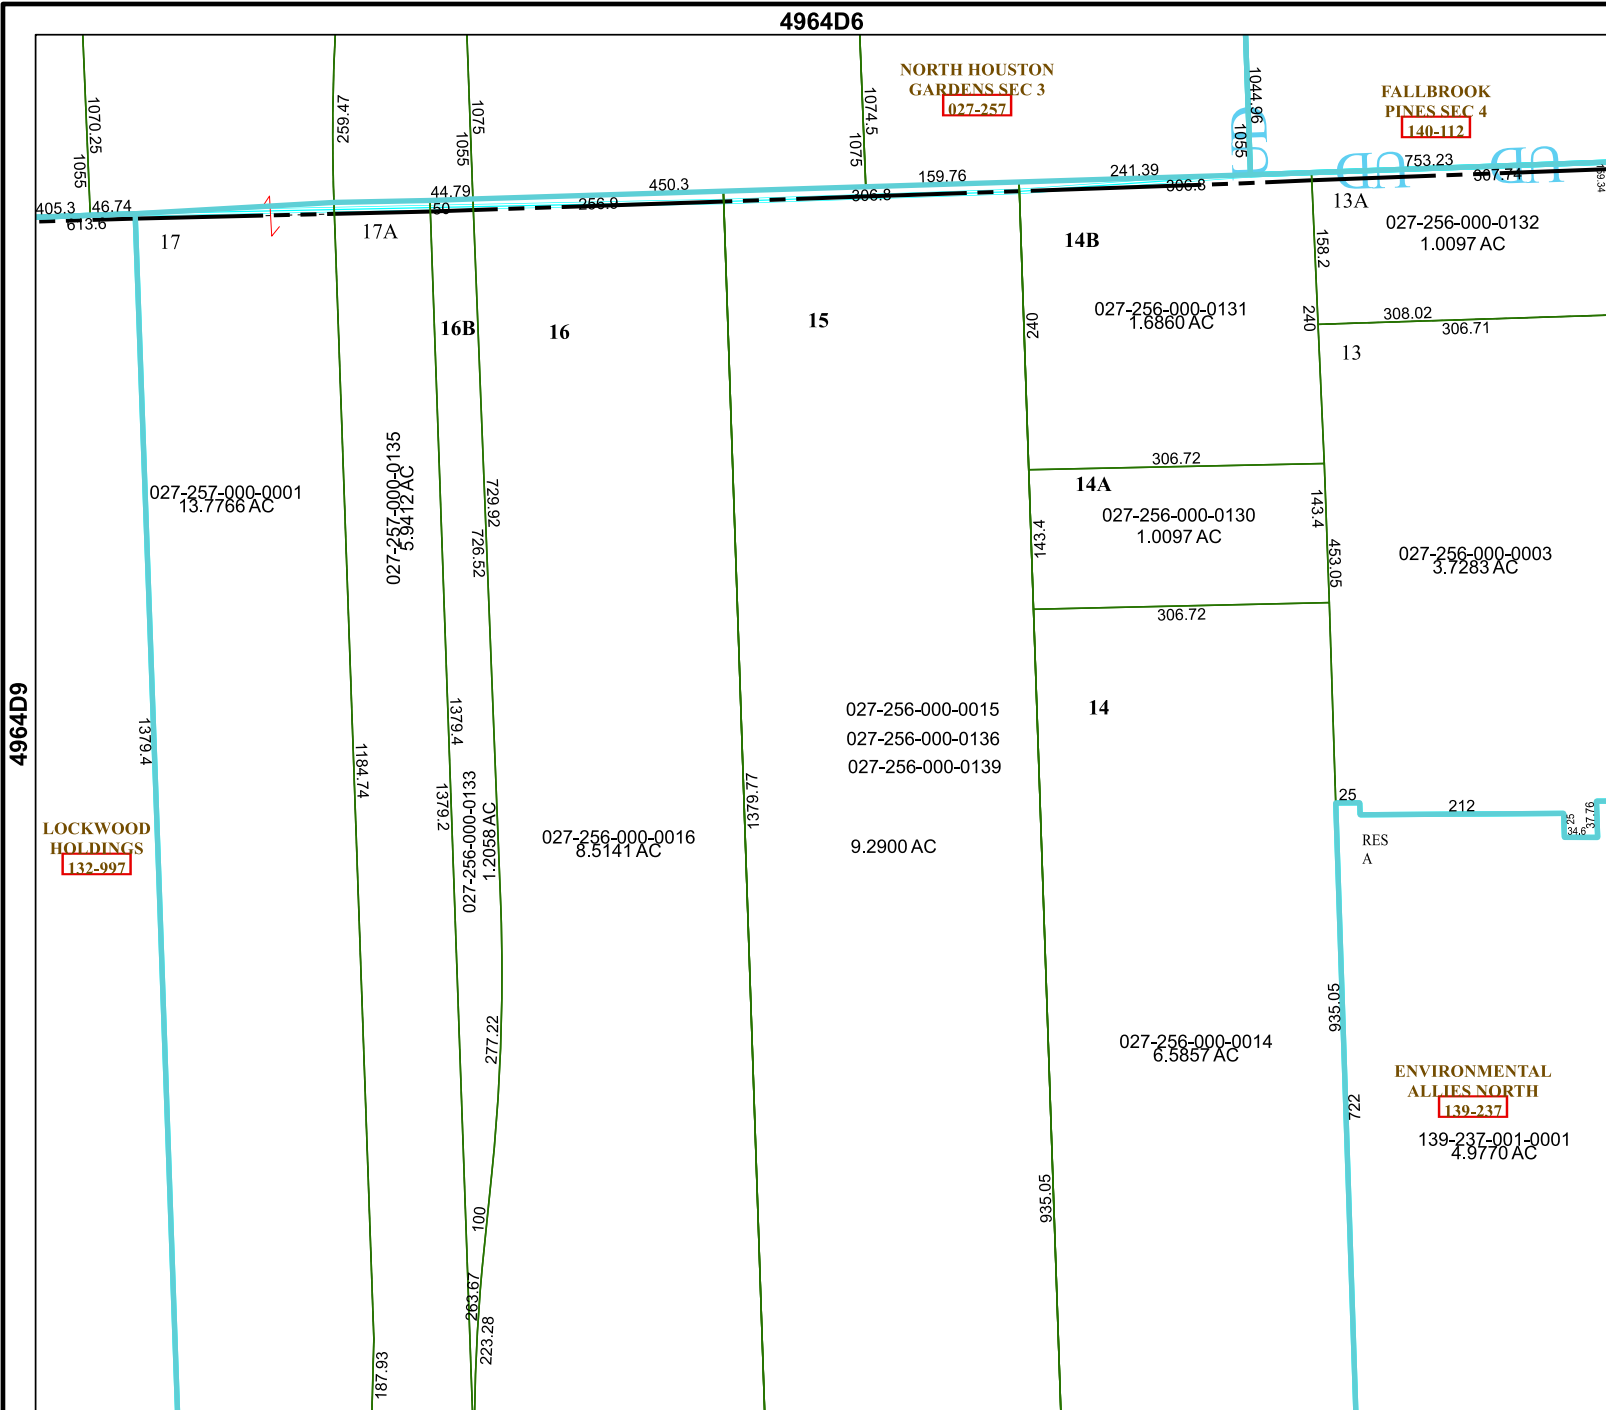 4964D6
4964D9
NORTH HOUSTON
GARDENS SEC 3
027-257
FALLBROOK
PINES SEC 4
140-112
1070.25
1055
259.47
1075
1055
1074.5
1075
1044.96
1055
UD
UD
UD
753.23
307.74
159.34
405.3
46.74
613.6
44.79
50
450.3
256.9
159.76
306.8
241.39
306.8
17
17A
13A
027-256-000-0132
1.0097 AC
14B
158.2
16B
16
15
240
027-256-000-0131
1.6860 AC
240
308.02
306.71
13
306.72
14A
027-257-000-0001
13.7766 AC
027-257-000-0135
5.9412 AC
729.92
726.52
143.4
027-256-000-0130
1.0097 AC
143.4
453.05
027-256-000-0003
3.7283 AC
306.72
027-256-000-0015
027-256-000-0136
027-256-000-0139
14
1379.4
1184.74
1379.4
1379.2
1379.77
027-256-000-0133
1.2058 AC
027-256-000-0016
8.5141 AC
9.2900 AC
25
212
25
34.6
37.76
RES
A
LOCKWOOD
HOLDINGS
132-997
277.22
935.05
027-256-000-0014
6.5857 AC
722
ENVIRONMENTAL
ALLIES NORTH
139-237
139-237-001-0001
4.9770 AC
935.05
100
263.67
223.28
187.93